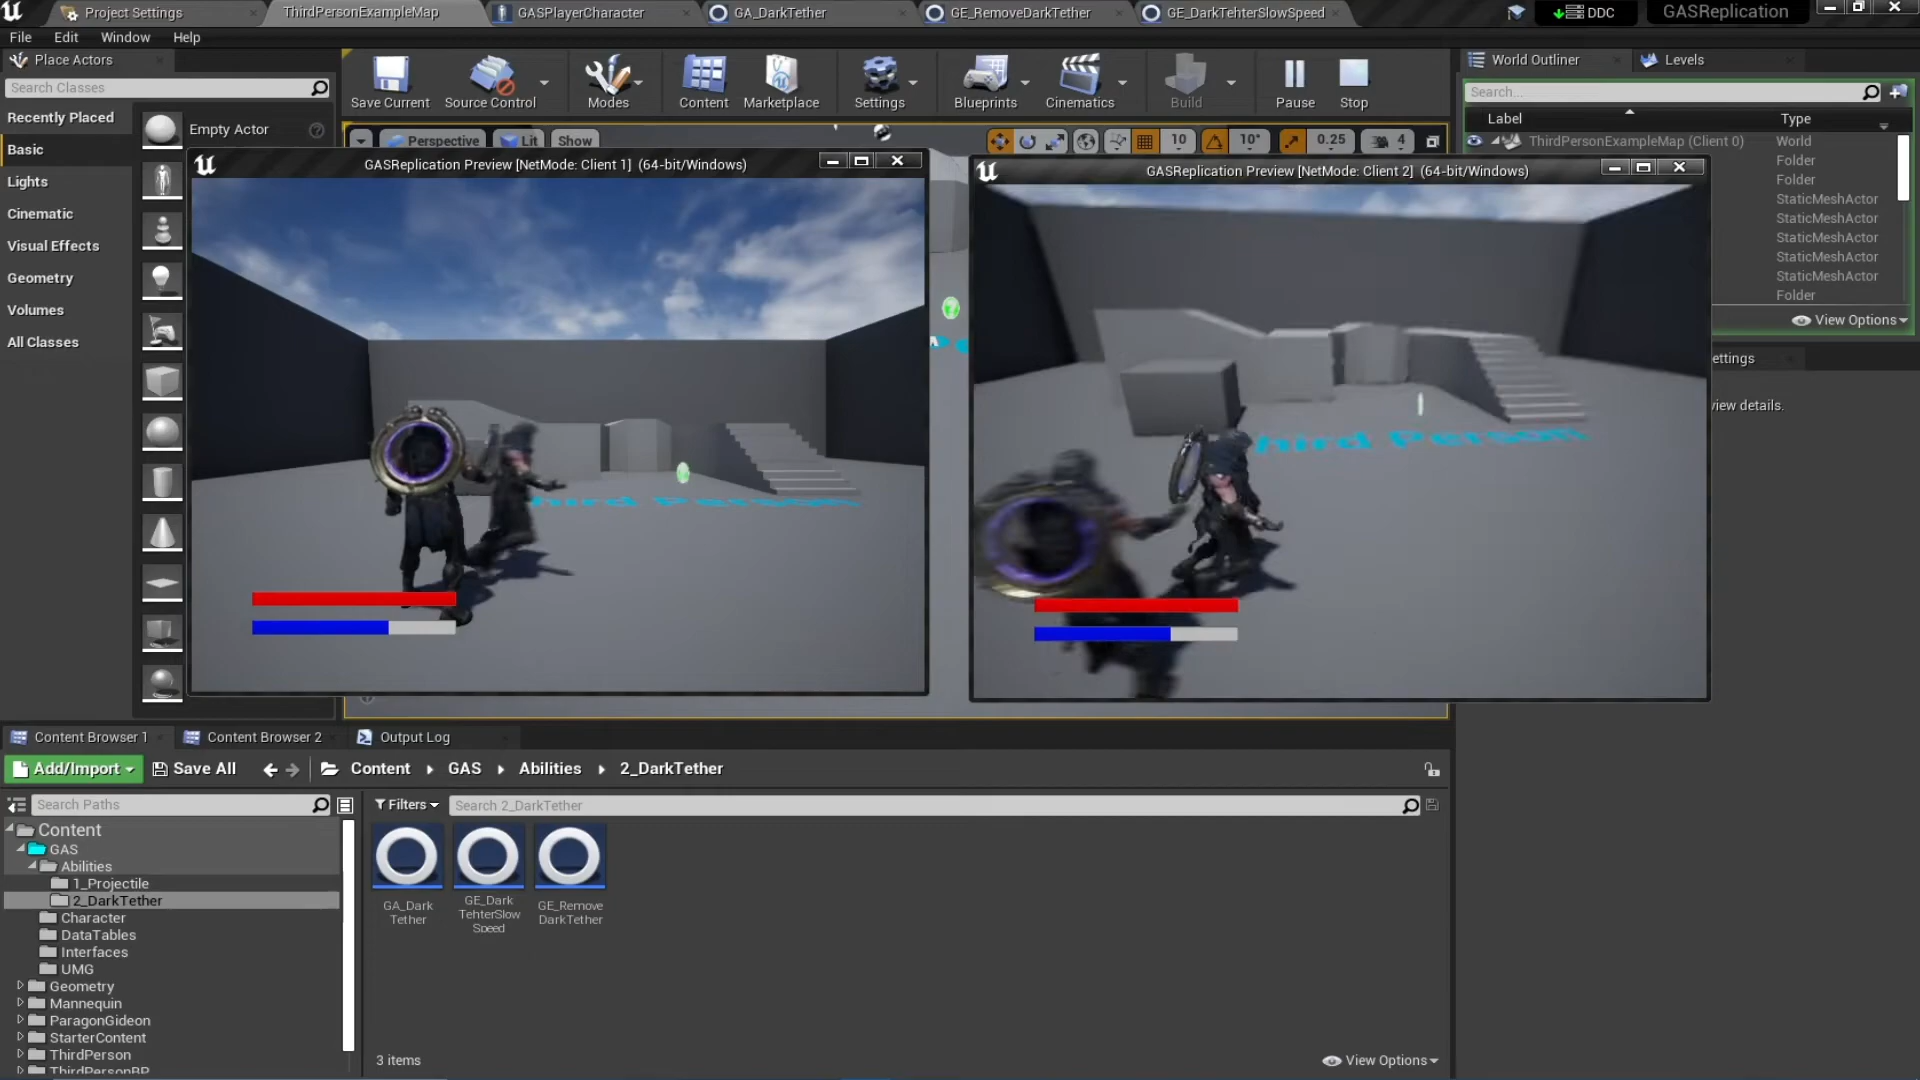 Project Settings
ThirdPersonExampleMap
GASPlayerCharacter
GA_DarkTether
GE_RemoveDarkTether
GE_DarkTehterSlowSpeed
DDC
GASReplication
File
Edit
Window
Help
Place Actors
Search Classes
Recently Placed
Basic
Lights
Cinematic
Visual Effects
Geometry
Volumes
All Classes
Empty Actor
Save Current
Source Control
Modes
Content
Marketplace
Settings
Blueprints
Cinematics
Build
Pause
Stop
Perspective
Lit
Show
10
10°
0.25
4
GASReplication Preview [NetMode: Client 1] (64-bit/Windows)
hird Person
GASReplication Preview [NetMode: Client 2] (64-bit/Windows)
hird Person
World Outliner
Levels
Search...
Label
Type
ThirdPersonExampleMap (Client 0)
World
Folder
Folder
StaticMeshActor
StaticMeshActor
StaticMeshActor
StaticMeshActor
StaticMeshActor
Folder
View Options
ettings
view details.
Content Browser 1
Content Browser 2
Output Log
Add/Import
Save All
Content
GAS
Abilities
2_DarkTether
Search Paths
Filters
Search 2_DarkTether
Content
GAS
Abilities
1_Projectile
2_DarkTether
Character
DataTables
Interfaces
UMG
Geometry
Mannequin
ParagonGideon
StarterContent
ThirdPerson
ThirdPersonBP
GA_Dark
Tether
GE_Dark
TehterSlow
Speed
GE_Remove
DarkTether
3 items
View Options